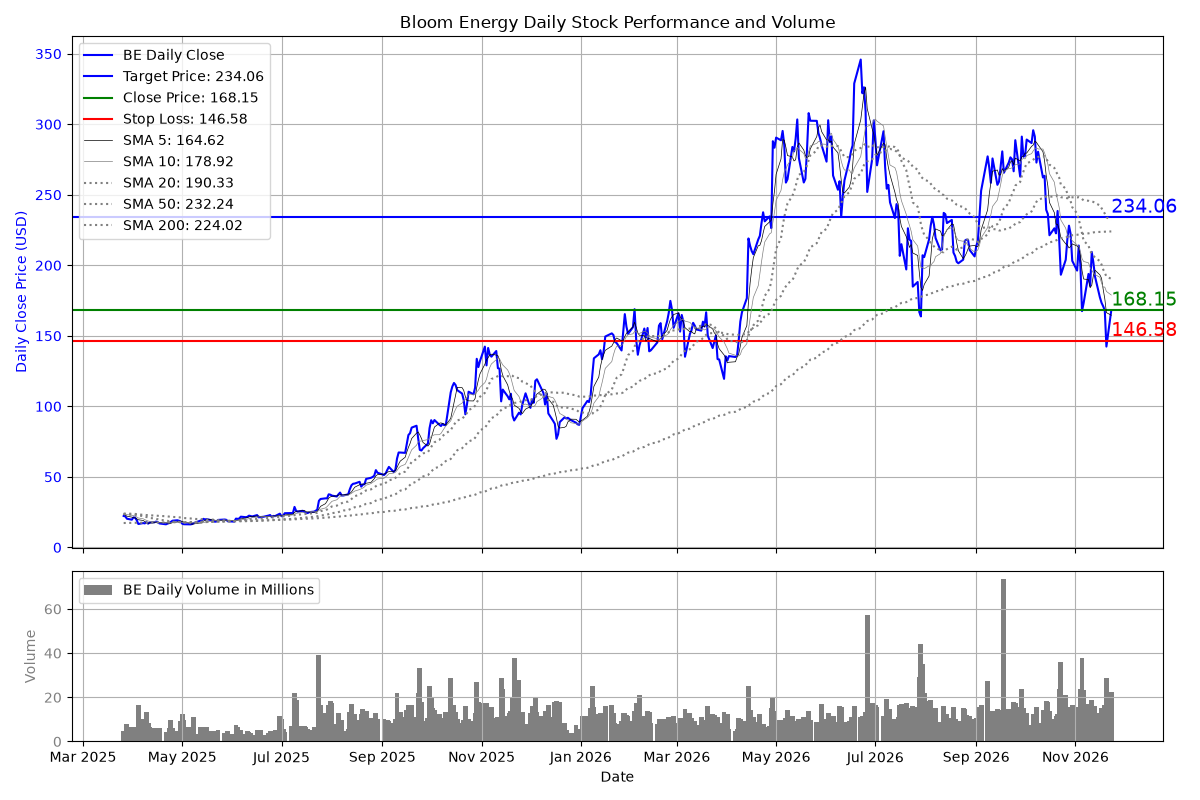 Bloom Energy Daily Stock Performance and Volume
BE Daily Close
Target Price: 234.06
Close Price: 168.15
Stop Loss: 146.58
SMA 5: 164.62
SMA 10: 178.92
SMA 20: 190.33
SMA 50: 232.24
SMA 200: 224.02
350
300
250
200
150
100
50
0
Daily Close Price (USD)
234.06
168.15
146.58
BE Daily Volume in Millions
60
40
20
0
Volume
Mar 2025 May 2025 Jul 2025 Sep 2025 Nov 2025 Jan 2026 Mar 2026 May 2026 Jul 2026 Sep 2026 Nov 2026
Date